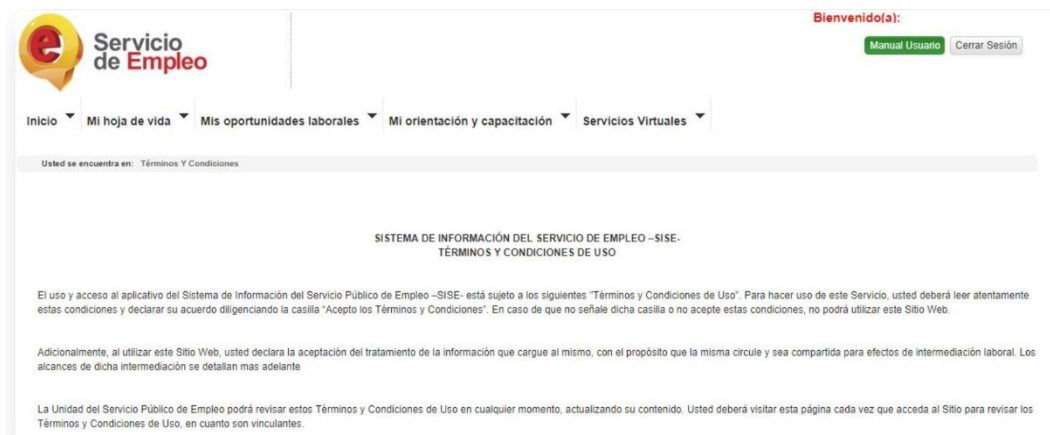 Bienvenido(a):
e
Servicio
de Empleo
Manual Usuario Cerrar Sesión
Inicio Mi hoja de vida Mis oportunidades laborales Mi orientación y capacitación Servicios Virtuales
Usted se encuentra en: Términos Y Condiciones
SISTEMA DE INFORMACIÓN DEL SERVICIO DE EMPLEO –SISE-
TÉRMINOS Y CONDICIONES DE USO
El uso y acceso al aplicativo del Sistema de Información del Servicio Público de Empleo –SISE- está sujeto a los siguientes "Términos y Condiciones de Uso". Para hacer uso de este Servicio, usted deberá leer atentamente
estas condiciones y declarar su acuerdo diligenciando la casilla "Acepto los Términos y Condiciones". En caso de que no señale dicha casilla o no acepte estas condiciones, no podrá utilizar este Sitio Web.
Adicionalmente, al utilizar este Sitio Web, usted declara la aceptación del tratamiento de la información que cargue al mismo, con el propósito que la misma circule y sea compartida para efectos de intermediación laboral. Los
alcances de dicha intermediación se detallan mas adelante
La Unidad del Servicio Público de Empleo podrá revisar estos Términos y Condiciones de Uso en cualquier momento, actualizando su contenido. Usted deberá visitar esta página cada vez que acceda al Sitio para revisar los
Términos y Condiciones de Uso, en cuanto son vinculantes.